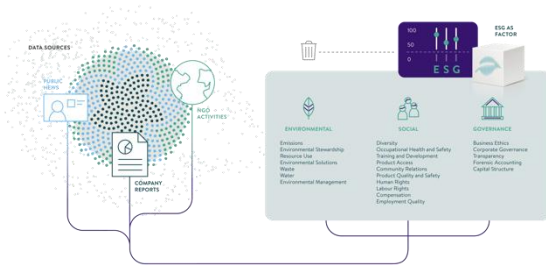 DATA SOURCES
PUBLIC
NEWS
NGO
ACTIVITIES
COMPANY
REPORTS
100
50
0
E S G
ESG AS
FACTOR
ENVIRONMENTAL
Emissions
Environmental Stewardship
Resource Use
Environmental Solutions
Waste
Water
Environmental Management
SOCIAL
Diversity
Occupational Health and Safety
Training and Development
Product Access
Community Relations
Product Quality and Safety
Human Rights
Labour Rights
Compensation
Employment Quality
GOVERNANCE
Business Ethics
Corporate Governance
Transparency
Forensic Accounting
Capital Structure